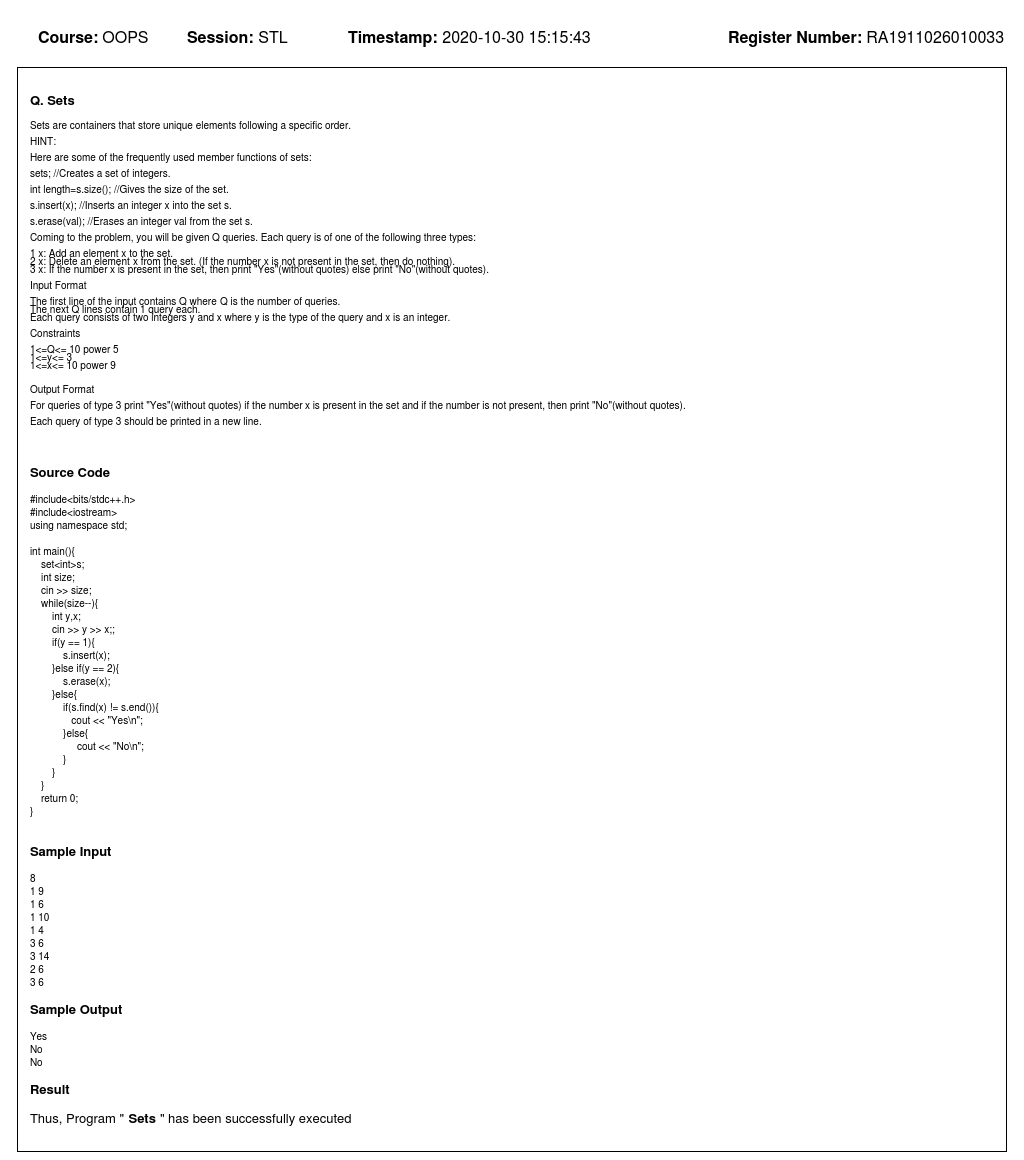 Course: OOPS Session: STL Timestamp: 2020-10-30 15:15:43 Register Number: RA1911026010033
Q. Sets
Sets are containers that store unique elements following a specific order.
HINT:
Here are some of the frequently used member functions of sets:
sets; //Creates a set of integers.
int length=s.size(); //Gives the size of the set.
s.insert(x); //Inserts an integer x into the set s.
s.erase(val); //Erases an integer val from the set s.
Coming to the problem, you will be given Q queries. Each query is of one of the following three types:
1 x: Add an element x to the set.
2 x: Delete an element x from the set. (If the number x is not present in the set, then do nothing).
3 x: If the number x is present in the set, then print "Yes"(without quotes) else print "No"(without quotes).
Input Format
The first line of the input contains Q where Q is the number of queries.
The next Q lines contain 1 query each.
Each query consists of two integers y and x where y is the type of the query and x is an integer.
Constraints
1<=Q<= 10 power 5
1<=y<= 3
1<=x<= 10 power 9
Output Format
For queries of type 3 print "Yes"(without quotes) if the number x is present in the set and if the number is not present, then print "No"(without quotes).
Each query of type 3 should be printed in a new line.
Source Code
#include<bits/stdc++.h>
#include<iostream>
using namespace std;
int main(){
set<int>s;
int size;
cin >> size;
while(size--){
int y,x;
cin >> y >> x;;
if(y == 1){
s.insert(x);
}else if(y == 2){
s.erase(x);
}else{
if(s.find(x) != s.end()){
cout << "Yes\n";
}else{
cout << "No\n";
}
}
}
return 0;
}
Sample Input
8
1 9
1 6
1 10
1 4
3 6
3 14
2 6
3 6
Sample Output
Yes
No
No
Result
Thus, Program " Sets " has been successfully executed